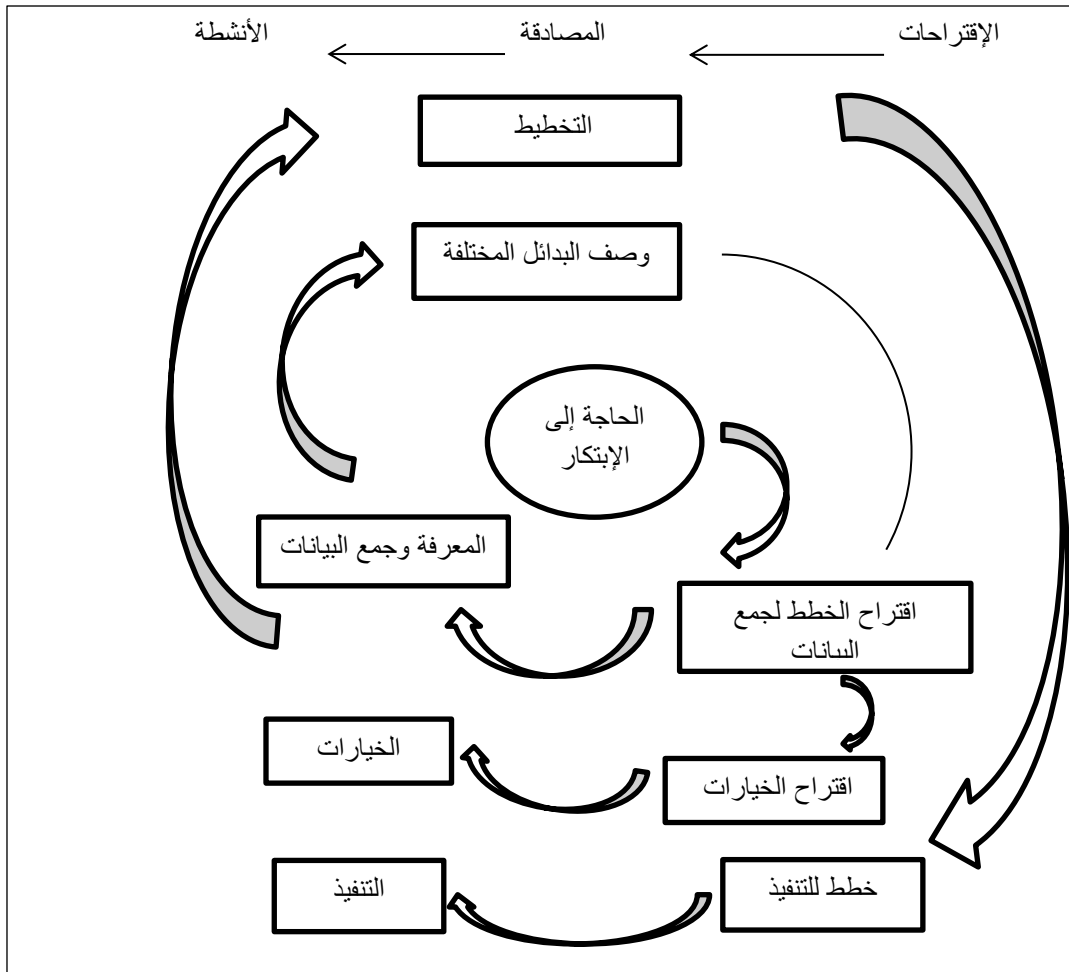 الإقتراحات
المصادقة
الأنشطة
التخطيط
وصف البدائل المختلفة
الحاجة إلى
الإبتكار
المعرفة وجمع البيانات
اقتراح الخطط لجمع
البيانات
الخيارات
اقتراح الخيارات
خطط للتنفيذ
التنفيذ